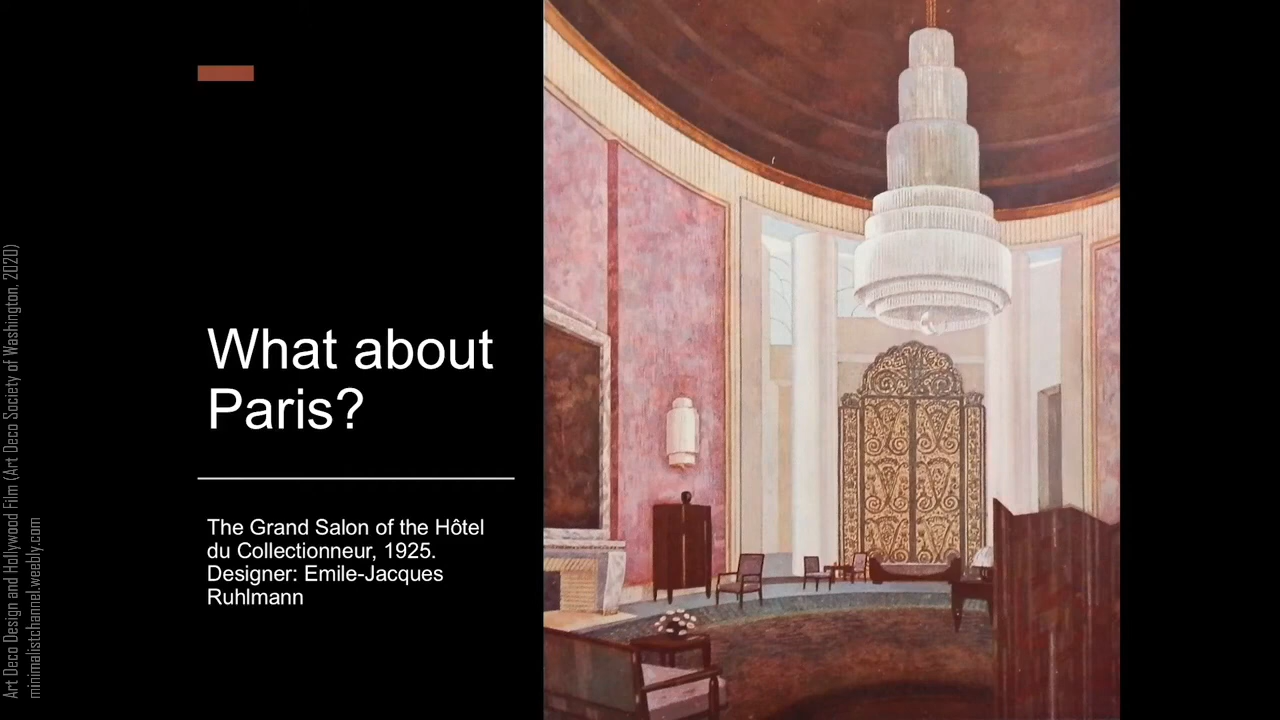 What about
Paris?
The Grand Salon of the Hôtel
du Collectionneur, 1925.
Designer: Emile-Jacques
Ruhlmann
Art Deco Design and Hollywood Film (Art Deco Society of Washington, 2020)
minimalistchannel.weebly.com